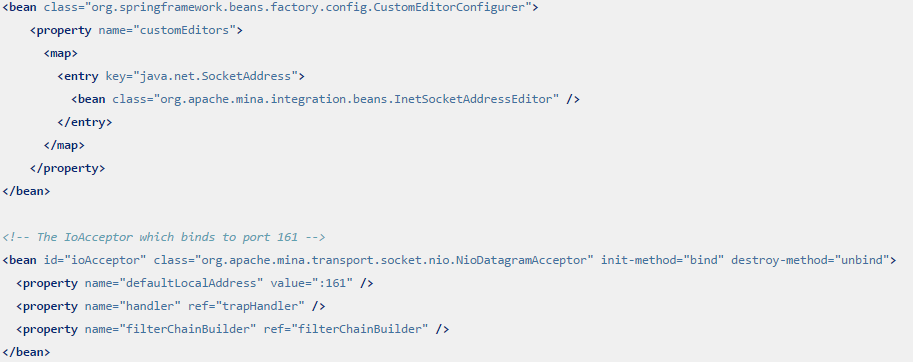 <bean class="org.springframework.beans.factory.config.CustomEditorConfigurer">
    <property name="customEditors">
      <map>
        <entry key="java.net.SocketAddress">
          <bean class="org.apache.mina.integration.beans.InetSocketAddressEditor" />
        </entry>
      </map>
    </property>
</bean>

<!-- The IoAcceptor which binds to port 161 -->
<bean id="ioAcceptor" class="org.apache.mina.transport.socket.nio.NioDatagramAcceptor" init-method="bind" destroy-method="unbind">
  <property name="defaultLocalAddress" value=":161" />
  <property name="handler" ref="trapHandler" />
  <property name="filterChainBuilder" ref="filterChainBuilder" />
</bean>